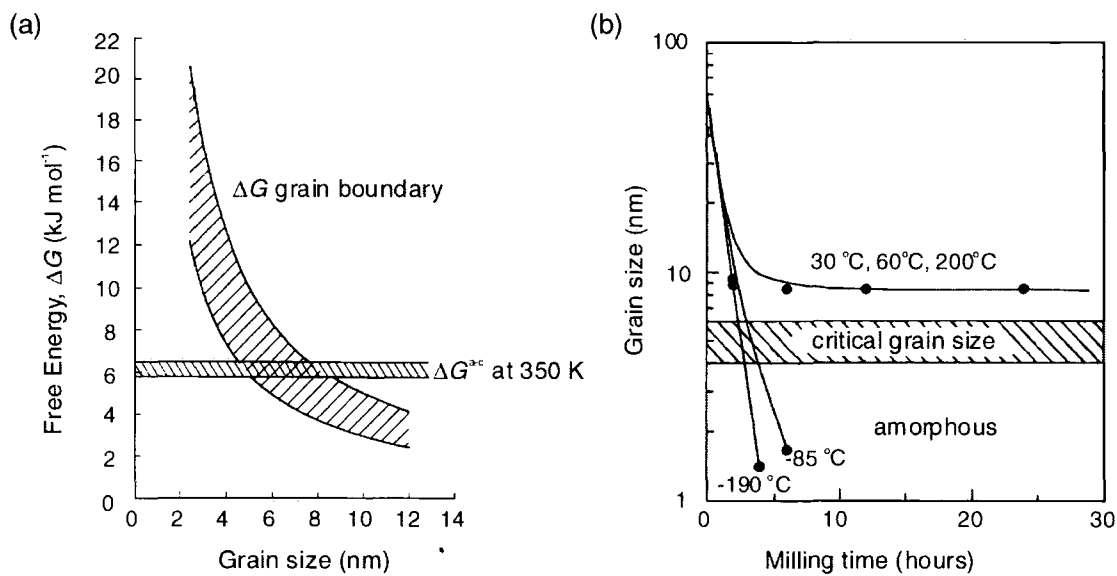 (a)
22
20
18
16
14
12
10
8
6
4
2
0
Free Energy, ΔG (kJ mol⁻¹)
ΔG grain boundary
ΔGᵃ⁻ᶜ at 350 K
0 2 4 6 8 10 12 14
Grain size (nm)
(b)
100
10
1
Grain size (nm)
30 °C, 60°C, 200°C
critical grain size
amorphous
-85 °C
-190 °C
0 10 20 30
Milling time (hours)